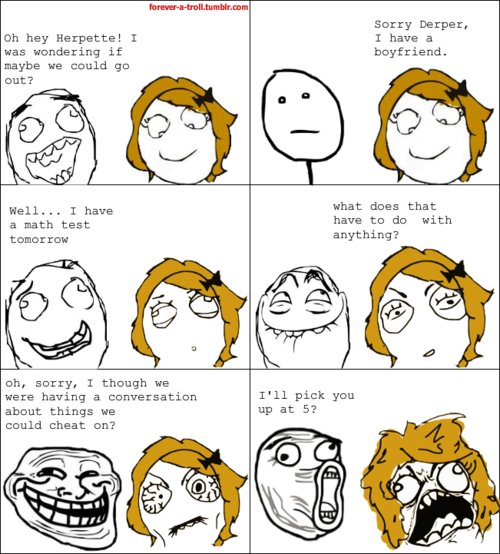 forever-a-troll.tumblr.com
Oh hey Herpette! I
was wondering if
maybe we could go
out?
Sorry Derper,
I have a
boyfriend.
Well... I have
a math test
tomorrow
what does that
have to do with
anything?
oh, sorry, I though we
were having a conversation
about things we
could cheat on?
I'll pick you
up at 5?